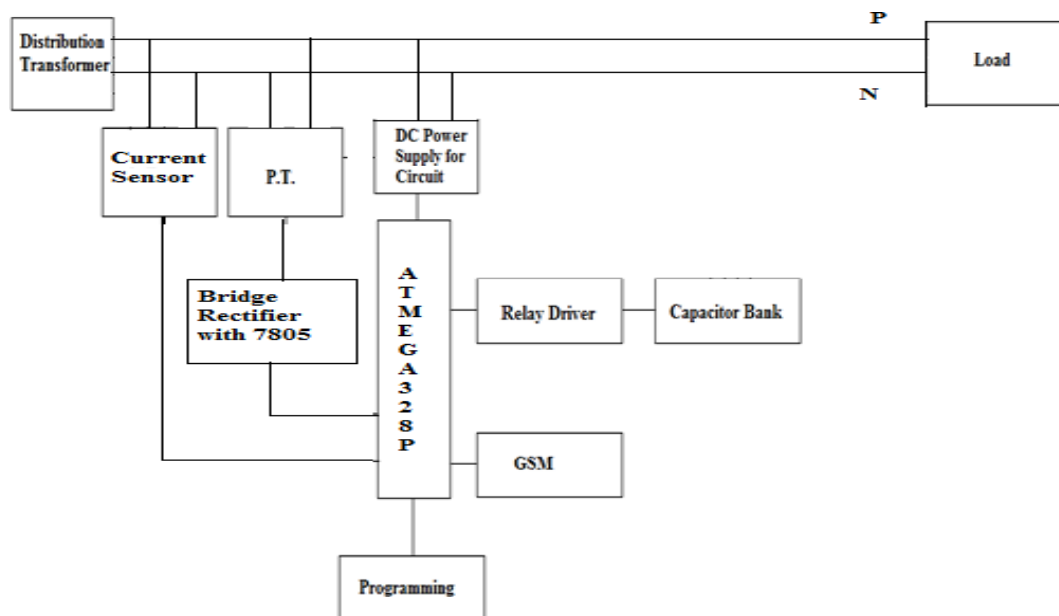 P
Distribution
Transformer
Load
N
DC Power
Supply for
Circuit
Current
Sensor
P.T.
A
T
M
E
G
A
3
2
8
P
Bridge
Rectifier
with 7805
Relay Driver
Capacitor Bank
GSM
Programming